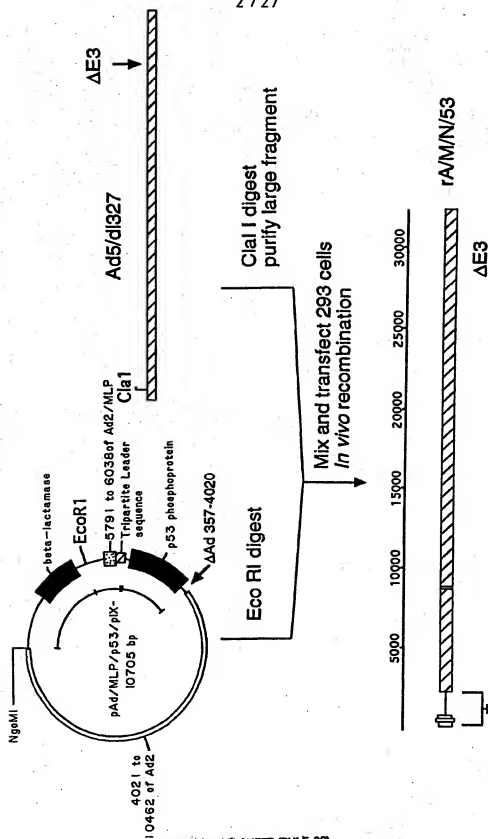 2/27
NgoMI
beta-lactamase
EcoR1
5791 to 6038 of Ad2/MLP
Tripartite Leader
sequence
p53 phosphoprotein
ΔAd 357-4020
pAd/MLP/p53/pIX-
10705 bp
4021 to
10462 of Ad2
Cla1
Ad5/dl327
ΔE3
Eco RI digest
ClaI I digest
purify large fragment
Mix and transfect 293 cells
In vivo recombination
5000
10000
15000
20000
25000
30000
rA/M/N/53
ΔE3